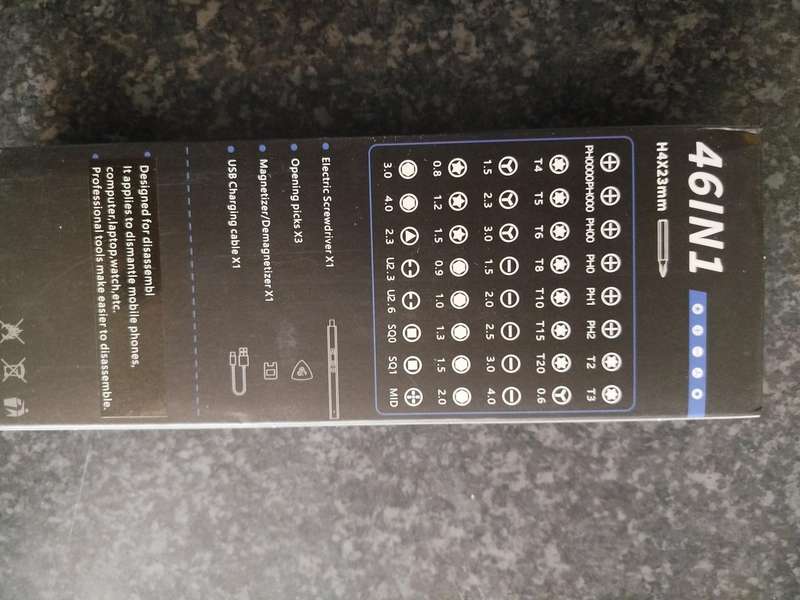 46IN1
H4X23mm
PH0000 PH000 PH00 PH0 PH1 PH2 T2 T3
T4 T5 T6 T8 T10 T15 T20 0.6
1.5 2.3 3.0 1.5 2.0 2.5 3.0 4.0
0.8 1.2 1.5 0.9 1.0 1.3 1.5 2.0
3.0 4.0 2.3 U2.3 U2.6 SQ0 SQ1 MID
Electric Screwdriver X1
Opening picks X3
Magnetizer/Demagnetizer X1
USB Charging cable X1
Designed for disassembl
It applies to dismantle mobile phones,
computer,laptop,watch,etc.
Professional tools make easier to disassemble.